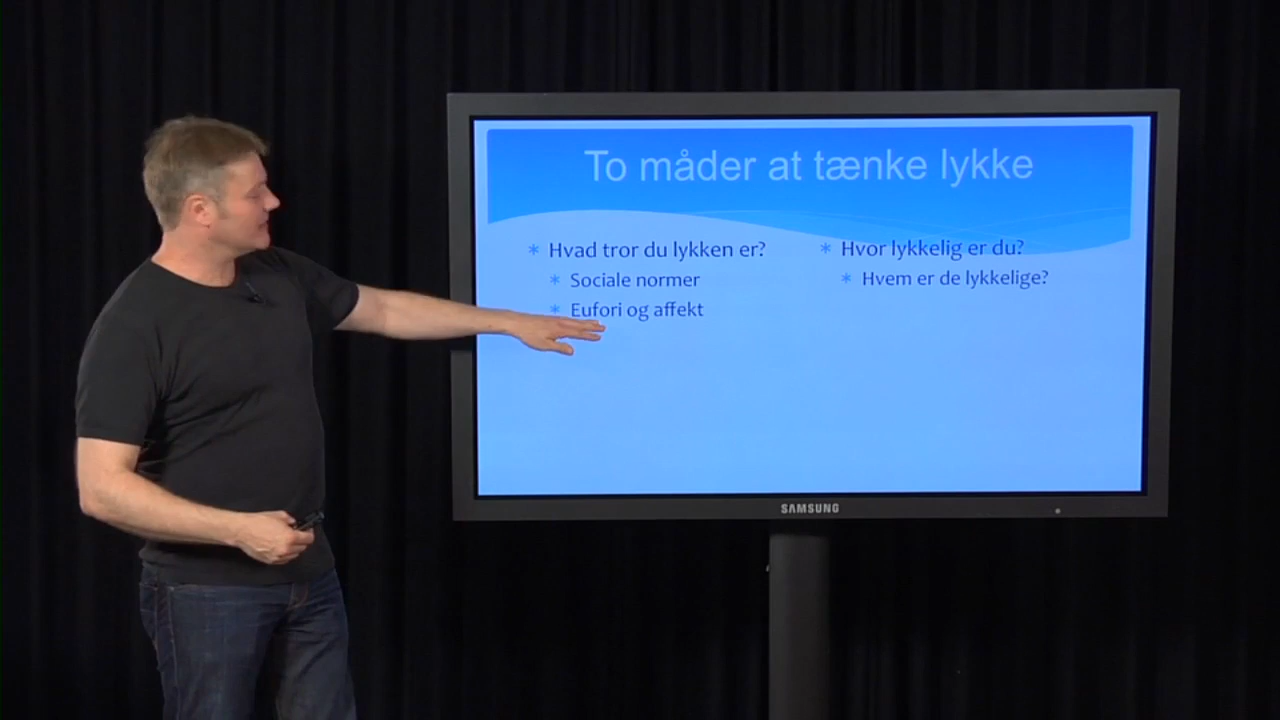 To måder at tænke lykke
* Hvad tror du lykken er?
* Sociale normer
* Eufori og affekt
* Hvor lykkelig er du?
* Hvem er de lykkelige?
SAMSUNG